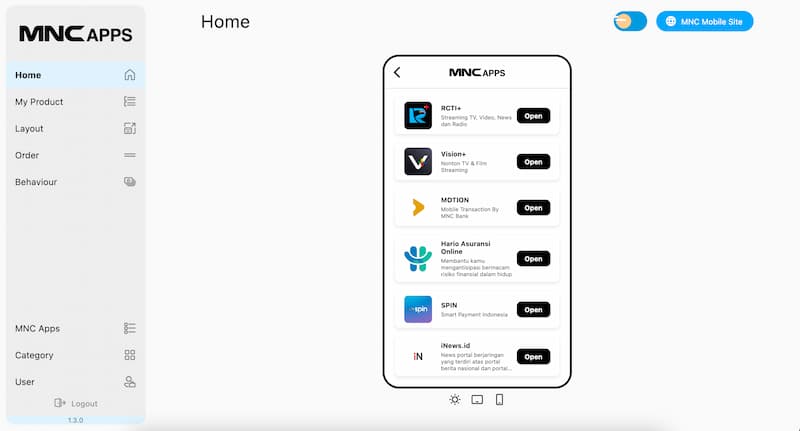 MNC APPS
Home
My Product
Layout
Order
Behaviour
MNC Apps
Category
User
Logout
1.3.0
Home
MNC Mobile Site
MNC APPS
RCTI+
Streaming TV, Video, News
dan Radio
Open
Vision+
Nonton TV & Film
Streaming
Open
MOTION
Mobile Transaction By
MNC Bank
Open
Hario Asuransi
Online
Membantu kamu
mengantisipasi bermacam
risiko finansial dalam hidup
Open
spin
SPIN
Smart Payment Indonesia
Open
iN
iNews.id
News portal berjaringan
yang terdiri atas portal
berita nasional dan portal...
Open